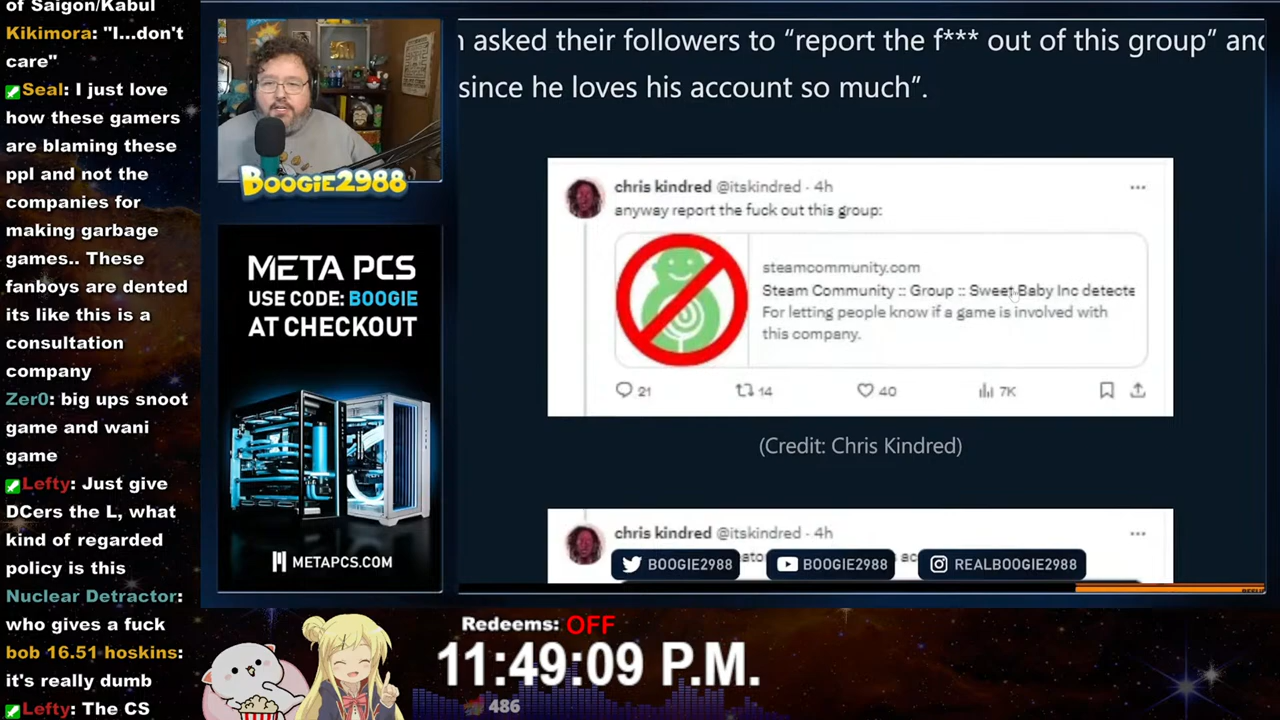 of Saigon/Kabul
Kikimora: "I...don't
care"
Seal: I just love
how these gamers
are blaming these
ppl and not the
companies for
making garbage
games.. These
fanboys are dented
its like this is a
consultation
company
Zer0: big ups snoot
game and wani
game
Lefty: Just give
DCers the L, what
kind of regarded
policy is this
Nuclear Detractor:
who gives a fuck
bob 16.51 hoskins:
it's really dumb
Lefty: The CS
BOOGIE2988
META PCS
USE CODE: BOOGIE
AT CHECKOUT
METAPCS.COM
asked their followers to “report the f*** out of this group” and
since he loves his account so much”.
chris kindred @itskindred · 4h
anyway report the fuck out this group:
steamcommunity.com
Steam Community :: Group :: Sweet Baby Inc detecte
For letting people know if a game is involved with
this company.
21 14 40 7K
(Credit: Chris Kindred)
chris kindred @itskindred · 4h
BOOGIE2988 BOOGIE2988 REALBOOGIE2988
Redeems: OFF
11:49:09 P.M.
486